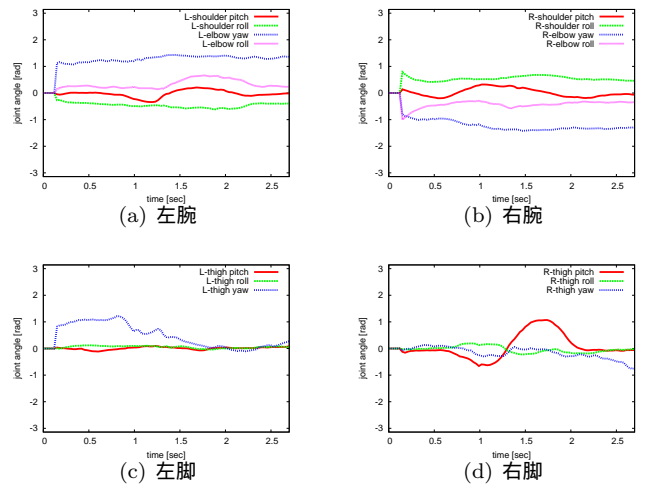 L-shoulder pitch
L-shoulder roll
L-elbow yaw
L-elbow roll
joint angle [rad]
3
2
1
0
-1
-2
-3
0 0.5 1 1.5 2 2.5
time [sec]
(a) 左腕
R-shoulder pitch
R-shoulder roll
R-elbow yaw
R-elbow roll
joint angle [rad]
3
2
1
0
-1
-2
-3
0 0.5 1 1.5 2 2.5
time [sec]
(b) 右腕
L-thigh pitch
L-thigh roll
L-thigh yaw
joint angle [rad]
3
2
1
0
-1
-2
-3
0 0.5 1 1.5 2 2.5
time [sec]
(c) 左脚
R-thigh pitch
R-thigh roll
R-thigh yaw
joint angle [rad]
3
2
1
0
-1
-2
-3
0 0.5 1 1.5 2 2.5
time [sec]
(d) 右脚